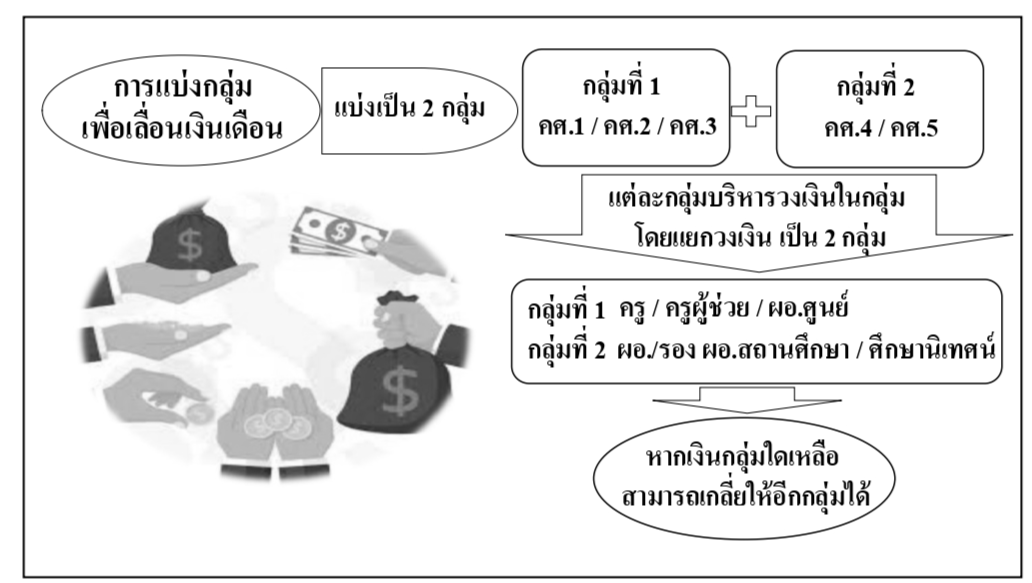 การแบ่งกลุ่ม
เพื่อเลื่อนเงินเดือน
แบ่งเป็น 2 กลุ่ม
กลุ่มที่ 1
คศ.1 / คศ.2 / คศ.3
กลุ่มที่ 2
คศ.4 / คศ.5
แต่ละกลุ่มบริหารวงเงินในกลุ่ม
โดยแยกวงเงิน เป็น 2 กลุ่ม
กลุ่มที่ 1 ครู / ครูผู้ช่วย / ผอ.ศูนย์
กลุ่มที่ 2 ผอ./รอง ผอ.สถานศึกษา / ศึกษานิเทศน์
หากเงินกลุ่มใดเหลือ
สามารถเกลี่ยให้อีกกลุ่มได้
$
$
$